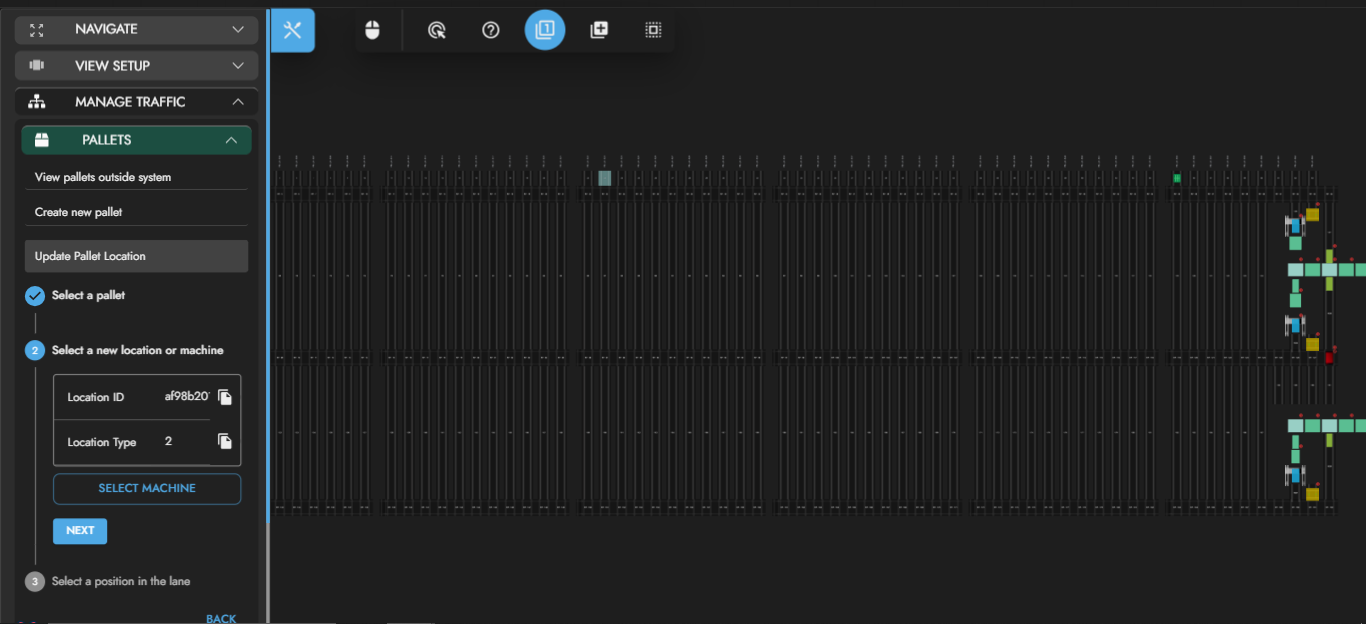 NAVIGATE
VIEW SETUP
MANAGE TRAFFIC
PALLETS
View pallets outside system
Create new pallet
Update Pallet Location
Select a pallet
2 Select a new location or machine
Location ID af98b20
Location Type 2
SELECT MACHINE
NEXT
3 Select a position in the lane
BACK
1